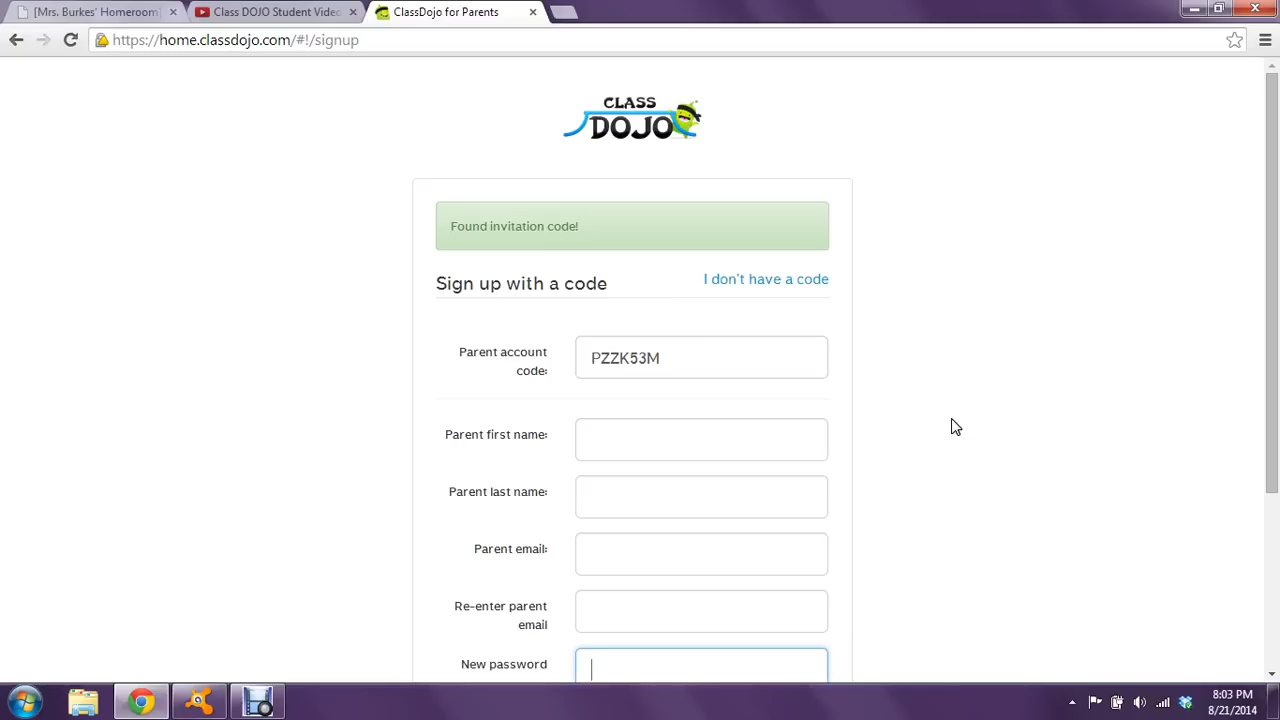 [Mrs. Burkes' Homeroom
Class DOJO Student Video
ClassDojo for Parents
https://home.classdojo.com/#!/signup
CLASS
DOJO
Found invitation code!
Sign up with a code
I don't have a code
Parent account
code:
PZZK53M
Parent first name:
Parent last name:
Parent email:
Re-enter parent
email
New password
8:03 PM
8/21/2014